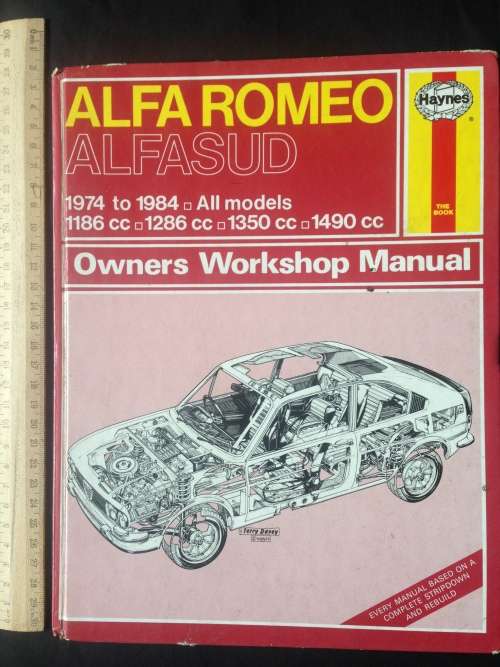 ALFA ROMEO
ALFASUD
1974 to 1984 □ All models
1186 cc □ 1286 cc □ 1350 cc □ 1490 cc
Haynes
®
THE
BOOK
Owners Workshop Manual
Terry Davey
EVERY MANUAL BASED ON A
COMPLETE STRIPDOWN
AND REBUILD